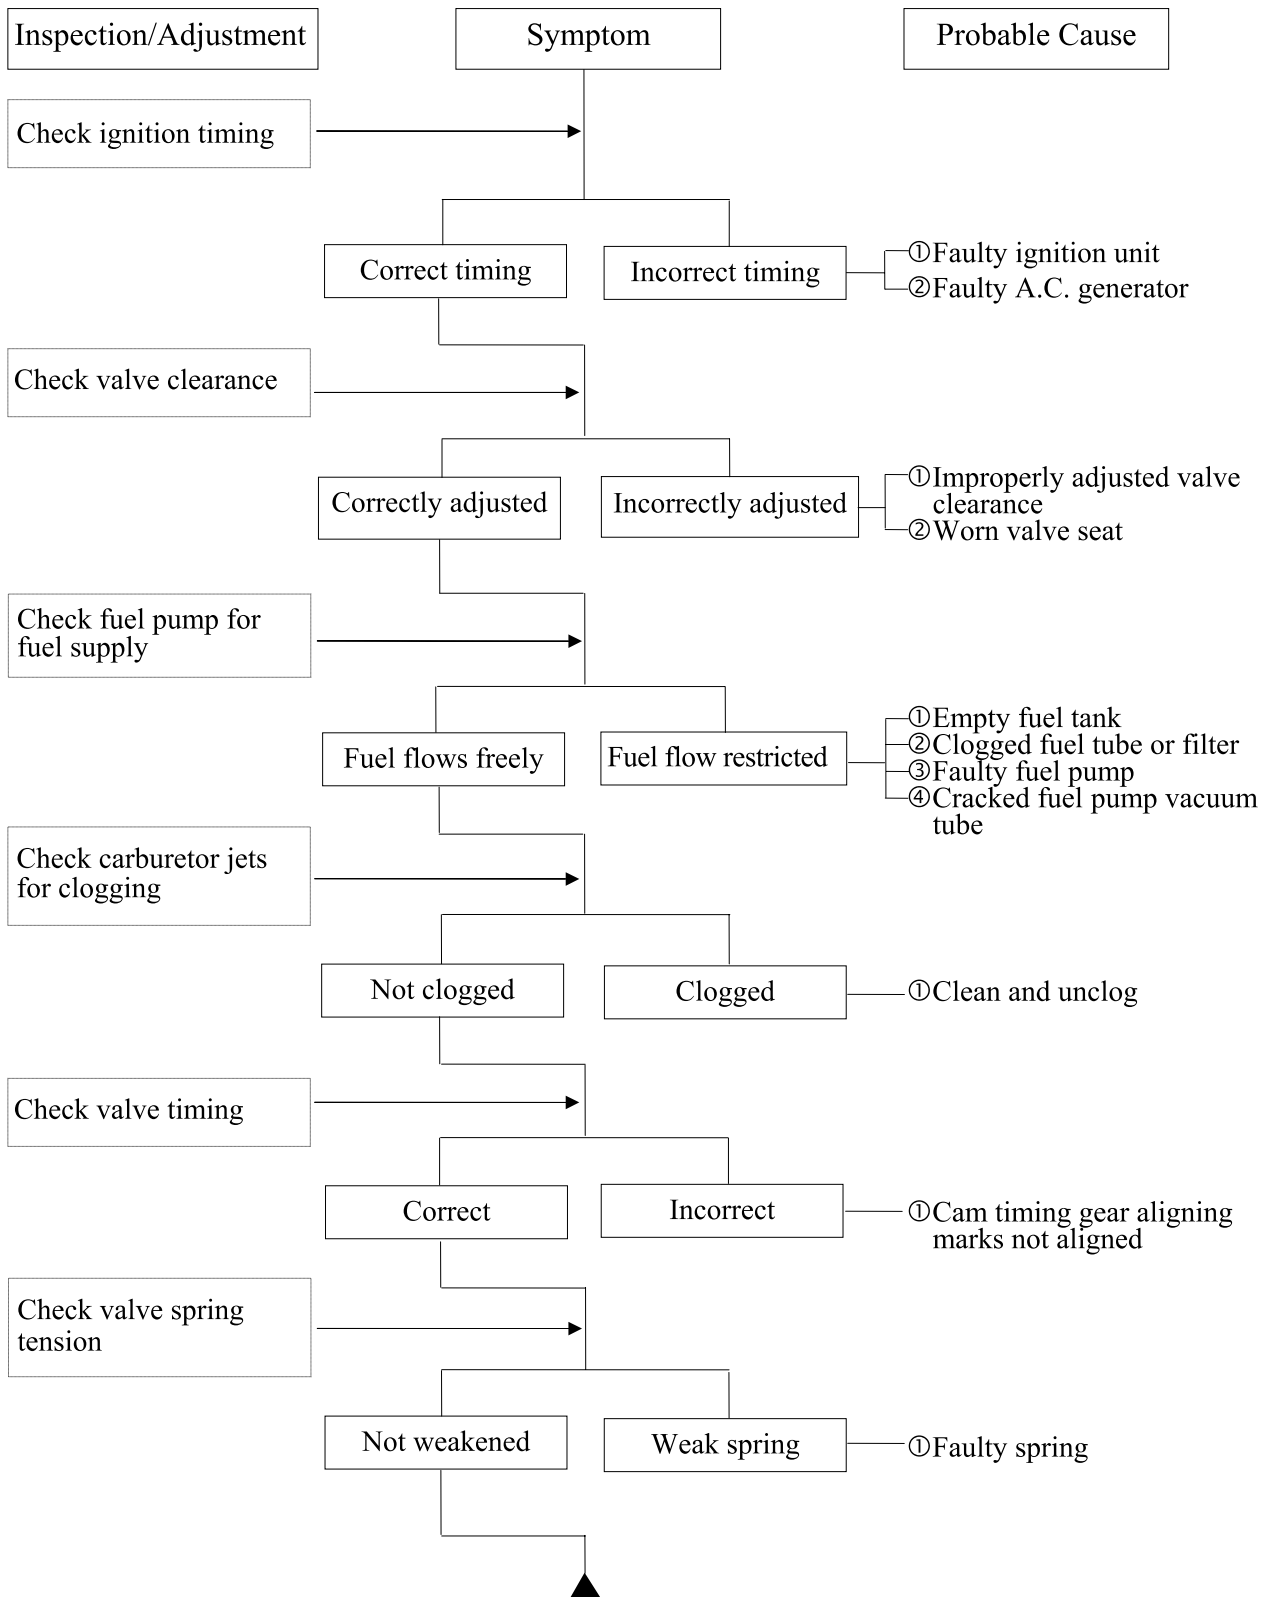 Inspection/Adjustment
Symptom
Probable Cause
Check ignition timing
Correct timing
Incorrect timing
①Faulty ignition unit
②Faulty A.C. generator
Check valve clearance
Correctly adjusted
Incorrectly adjusted
①Improperly adjusted valve
clearance
②Worn valve seat
Check fuel pump for
fuel supply
Fuel flows freely
Fuel flow restricted
①Empty fuel tank
②Clogged fuel tube or filter
③Faulty fuel pump
④Cracked fuel pump vacuum
tube
Check carburetor jets
for clogging
Not clogged
Clogged
①Clean and unclog
Check valve timing
Correct
Incorrect
①Cam timing gear aligning
marks not aligned
Check valve spring
tension
Not weakened
Weak spring
①Faulty spring